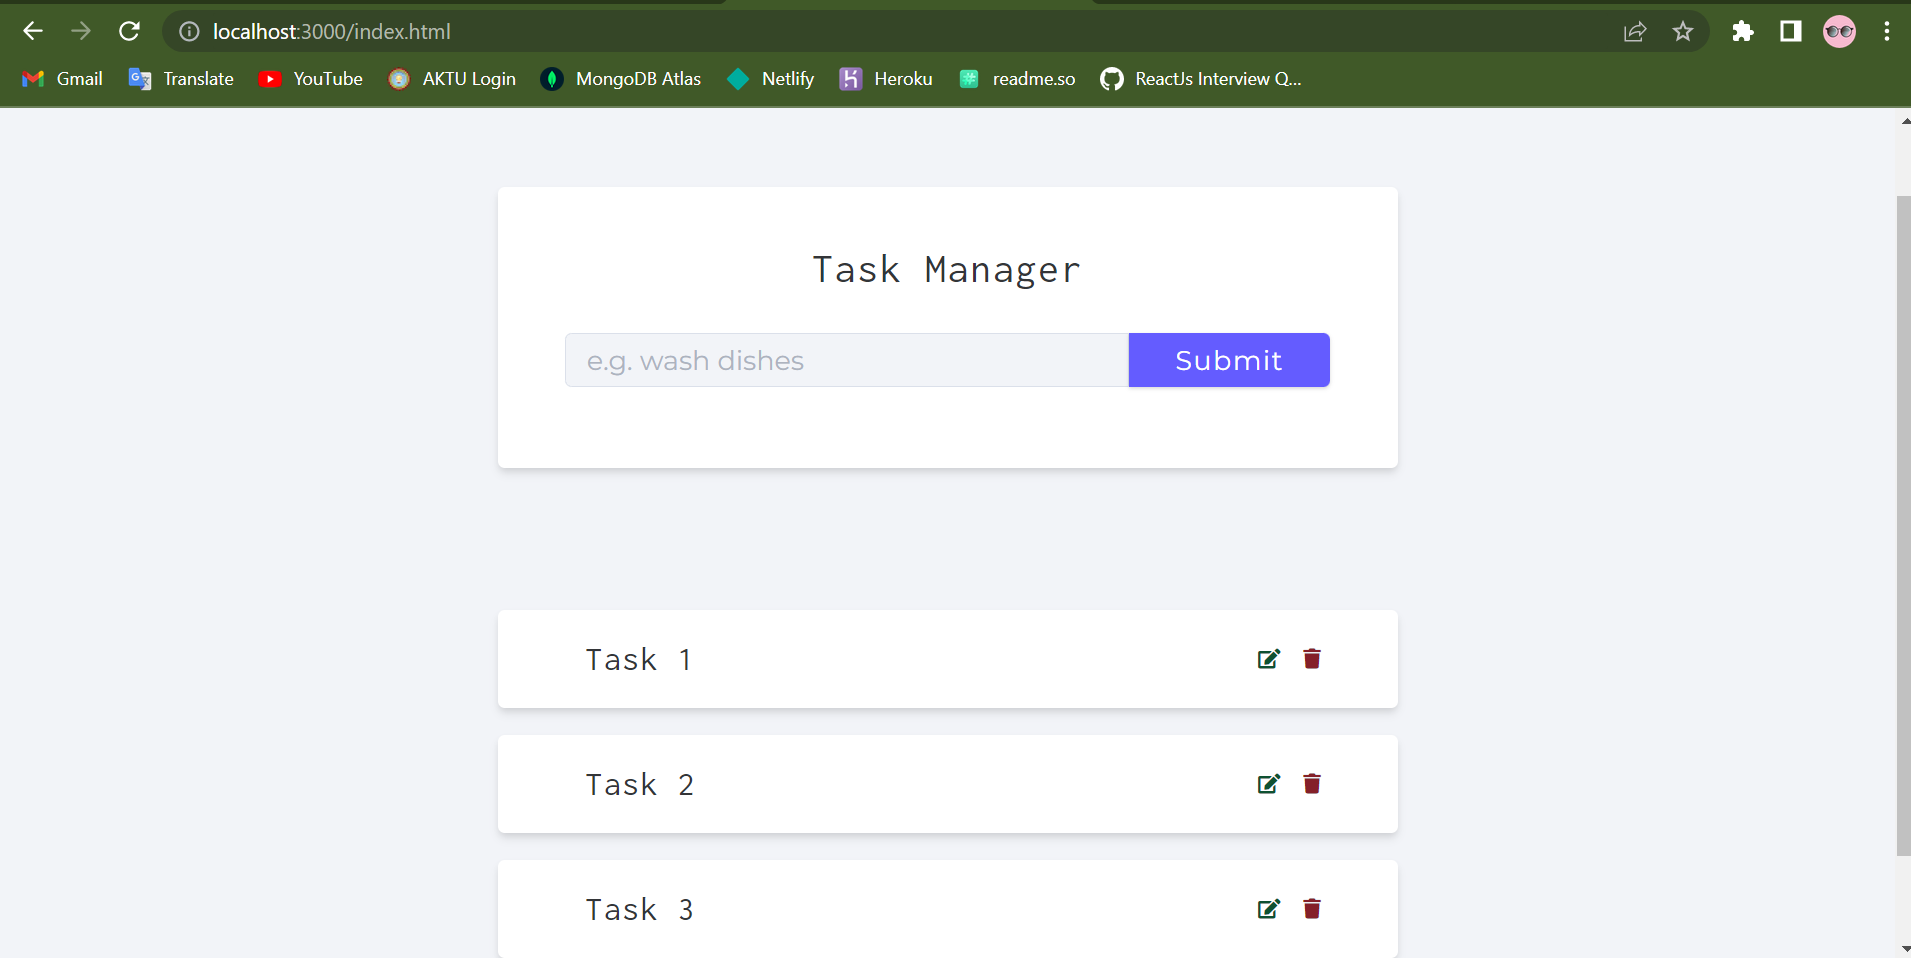 localhost:3000/index.html
Gmail Translate YouTube AKTU Login MongoDB Atlas Netlify Heroku readme.so ReactJs Interview Q...
Task Manager
e.g. wash dishes Submit
Task 1
Task 2
Task 3